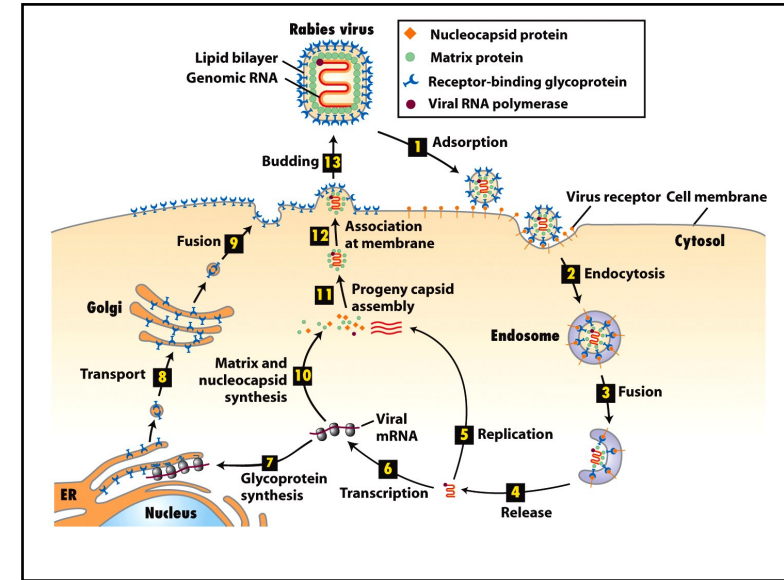 Rabies virus
Lipid bilayer
Genomic RNA
Nucleocapsid protein
Matrix protein
Receptor-binding glycoprotein
Viral RNA polymerase
1 Adsorption
Budding 13
Virus receptor Cell membrane
Cytosol
12 Association
at membrane
Fusion 9
2 Endocytosis
11 Progeny capsid
assembly
Golgi
Endosome
Matrix and
nucleocapsid
synthesis
10
Transport 8
3 Fusion
Viral
mRNA
5 Replication
7
Glycoprotein
synthesis
6
Transcription
4
Release
ER
Nucleus